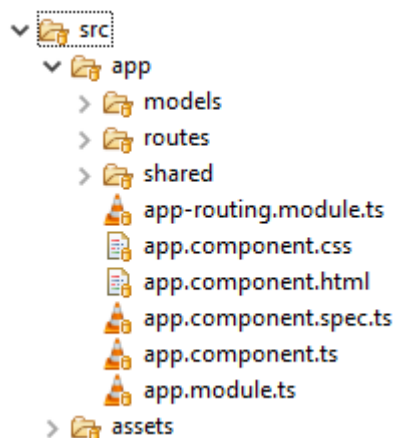 src
app
models
routes
shared
app-routing.module.ts
app.component.css
app.component.html
app.component.spec.ts
app.component.ts
app.module.ts
assets